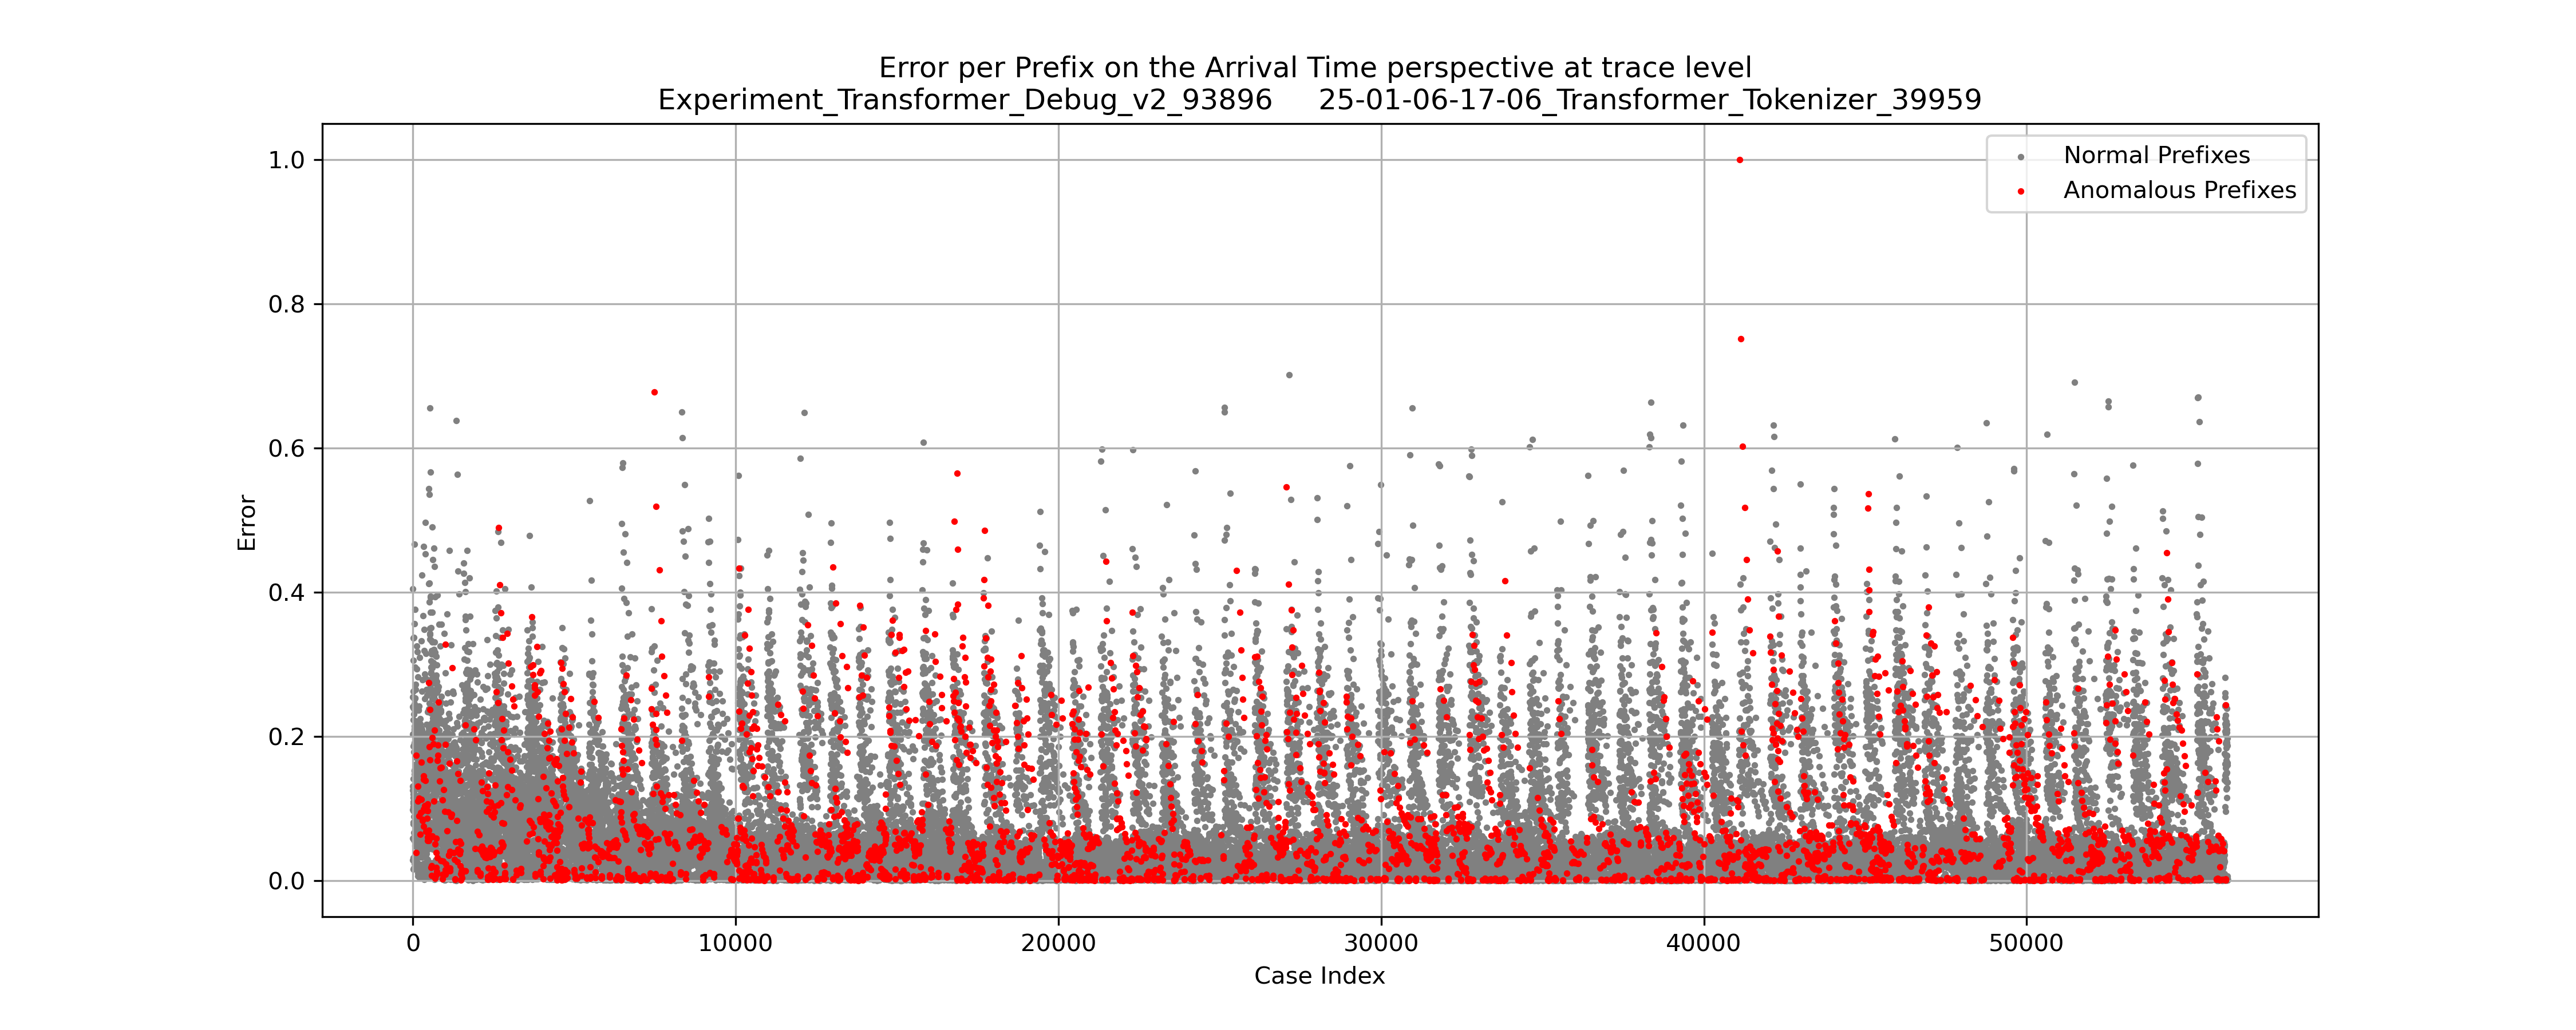 Error per Prefix on the Arrival Time perspective at trace level
Experiment_Transformer_Debug_v2_93896 25-01-06-17-06_Transformer_Tokenizer_39959
Normal Prefixes
Anomalous Prefixes
Error
1.0
0.8
0.6
0.4
0.2
0.0
0 10000 20000 30000 40000 50000
Case Index